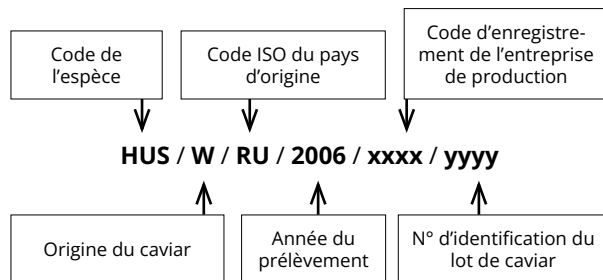 Code de
l'espèce
Code ISO du pays
d'origine
Code d'enregistre-
ment de l'entreprise
de production
HUS / W / RU / 2006 / xxxx / yyyy
Origine du caviar
Année du
prélèvement
N° d'identification du
lot de caviar